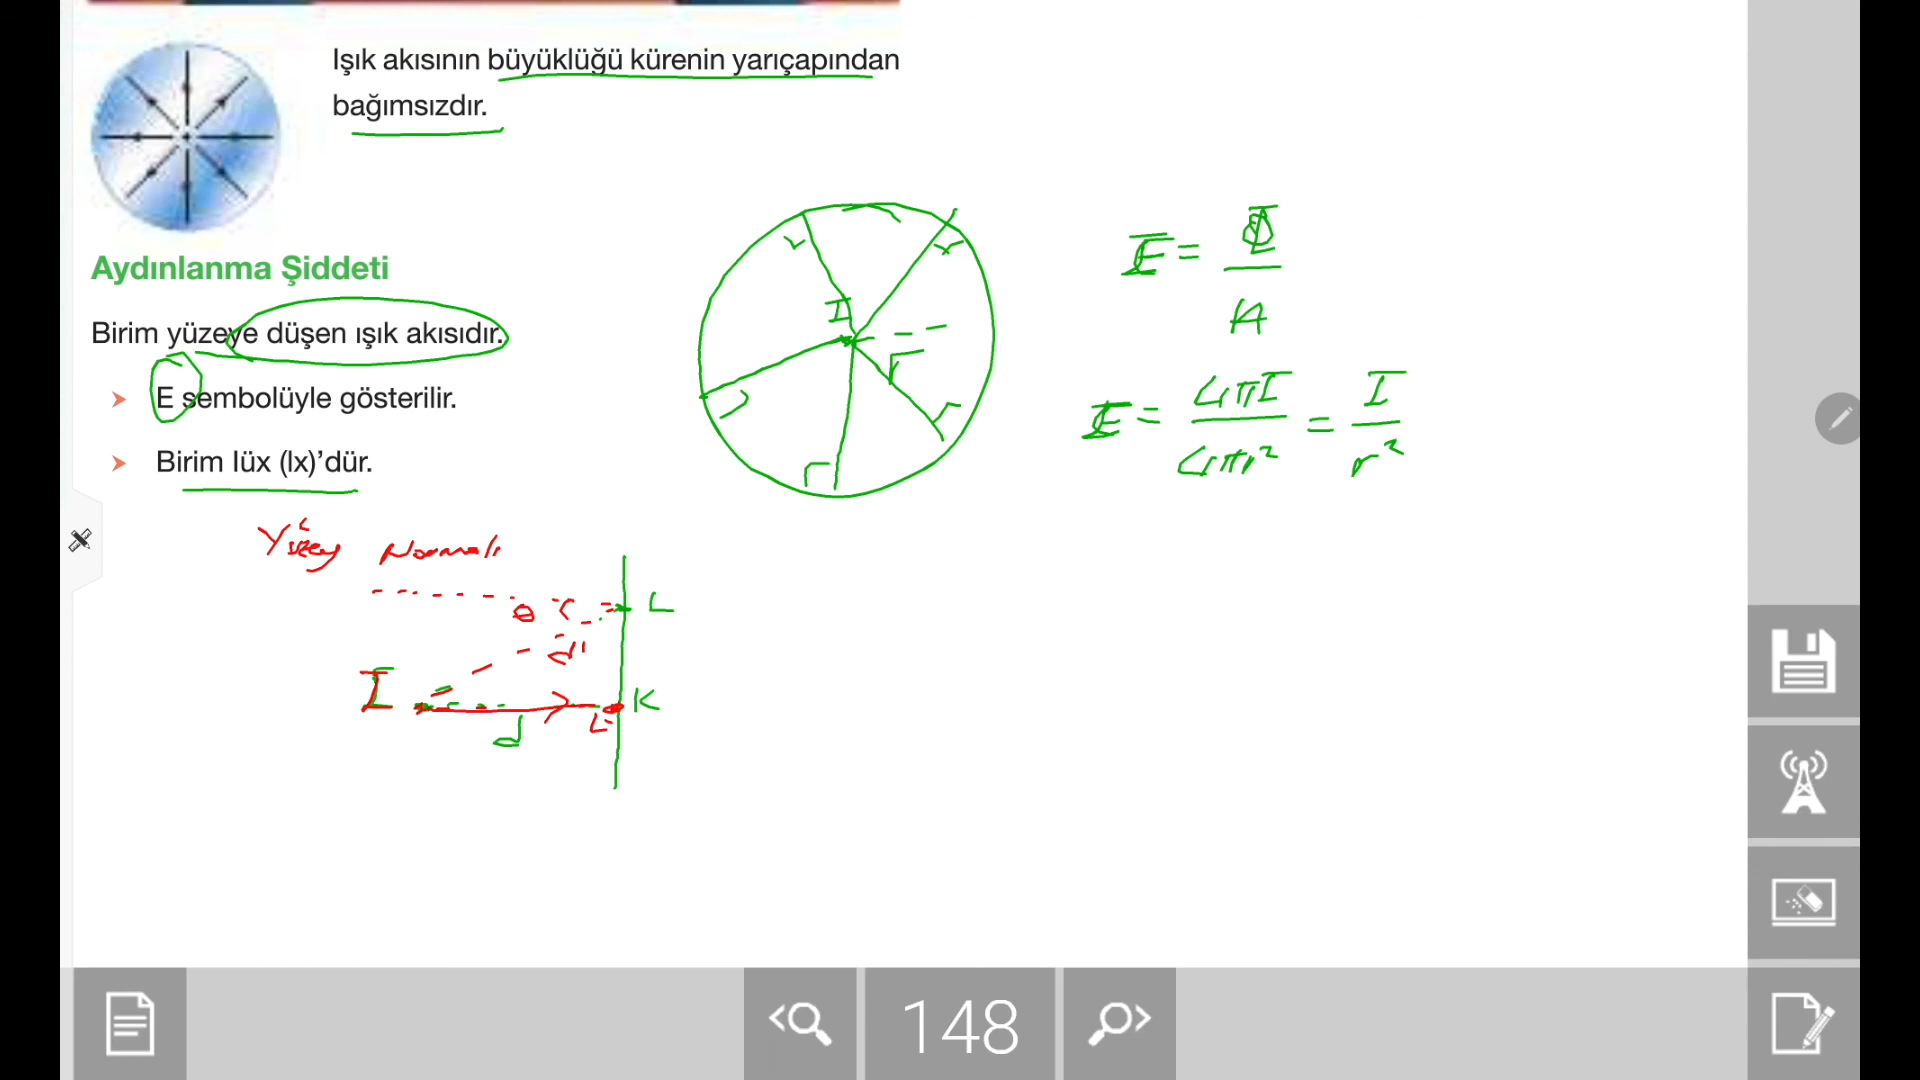 Işık akısının büyüklüğü kürenin yarıçapından
bağımsızdır.
Aydınlanma Şiddeti
Birim yüzeye düşen ışık akısıdır.
E sembolüyle gösterilir.
Birim lüx (lx)’dür.
I
r
E = Φ / A
E = 4πI / 4πr² = I / r²
Yüzey Normali
θ
L
d'
I
K
d
148